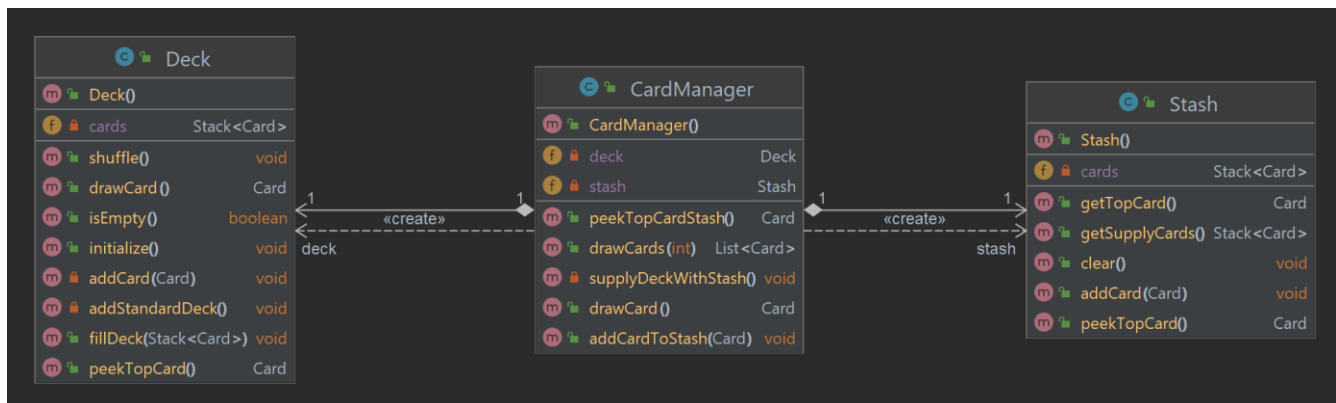 Deck
Deck()
cards Stack<Card>
shuffle() void
drawCard() Card
isEmpty() boolean
initialize() void
addCard(Card) void
addStandardDeck() void
fillDeck(Stack<Card>) void
peekTopCard() Card
1 1
«create»
deck
CardManager
CardManager()
deck Deck
stash Stash
peekTopCardStash() Card
drawCards(int) List<Card>
supplyDeckWithStash() void
drawCard() Card
addCardToStash(Card) void
1 1
«create»
stash
Stash
Stash()
cards Stack<Card>
getTopCard() Card
getSupplyCards() Stack<Card>
clear() void
addCard(Card) void
peekTopCard() Card